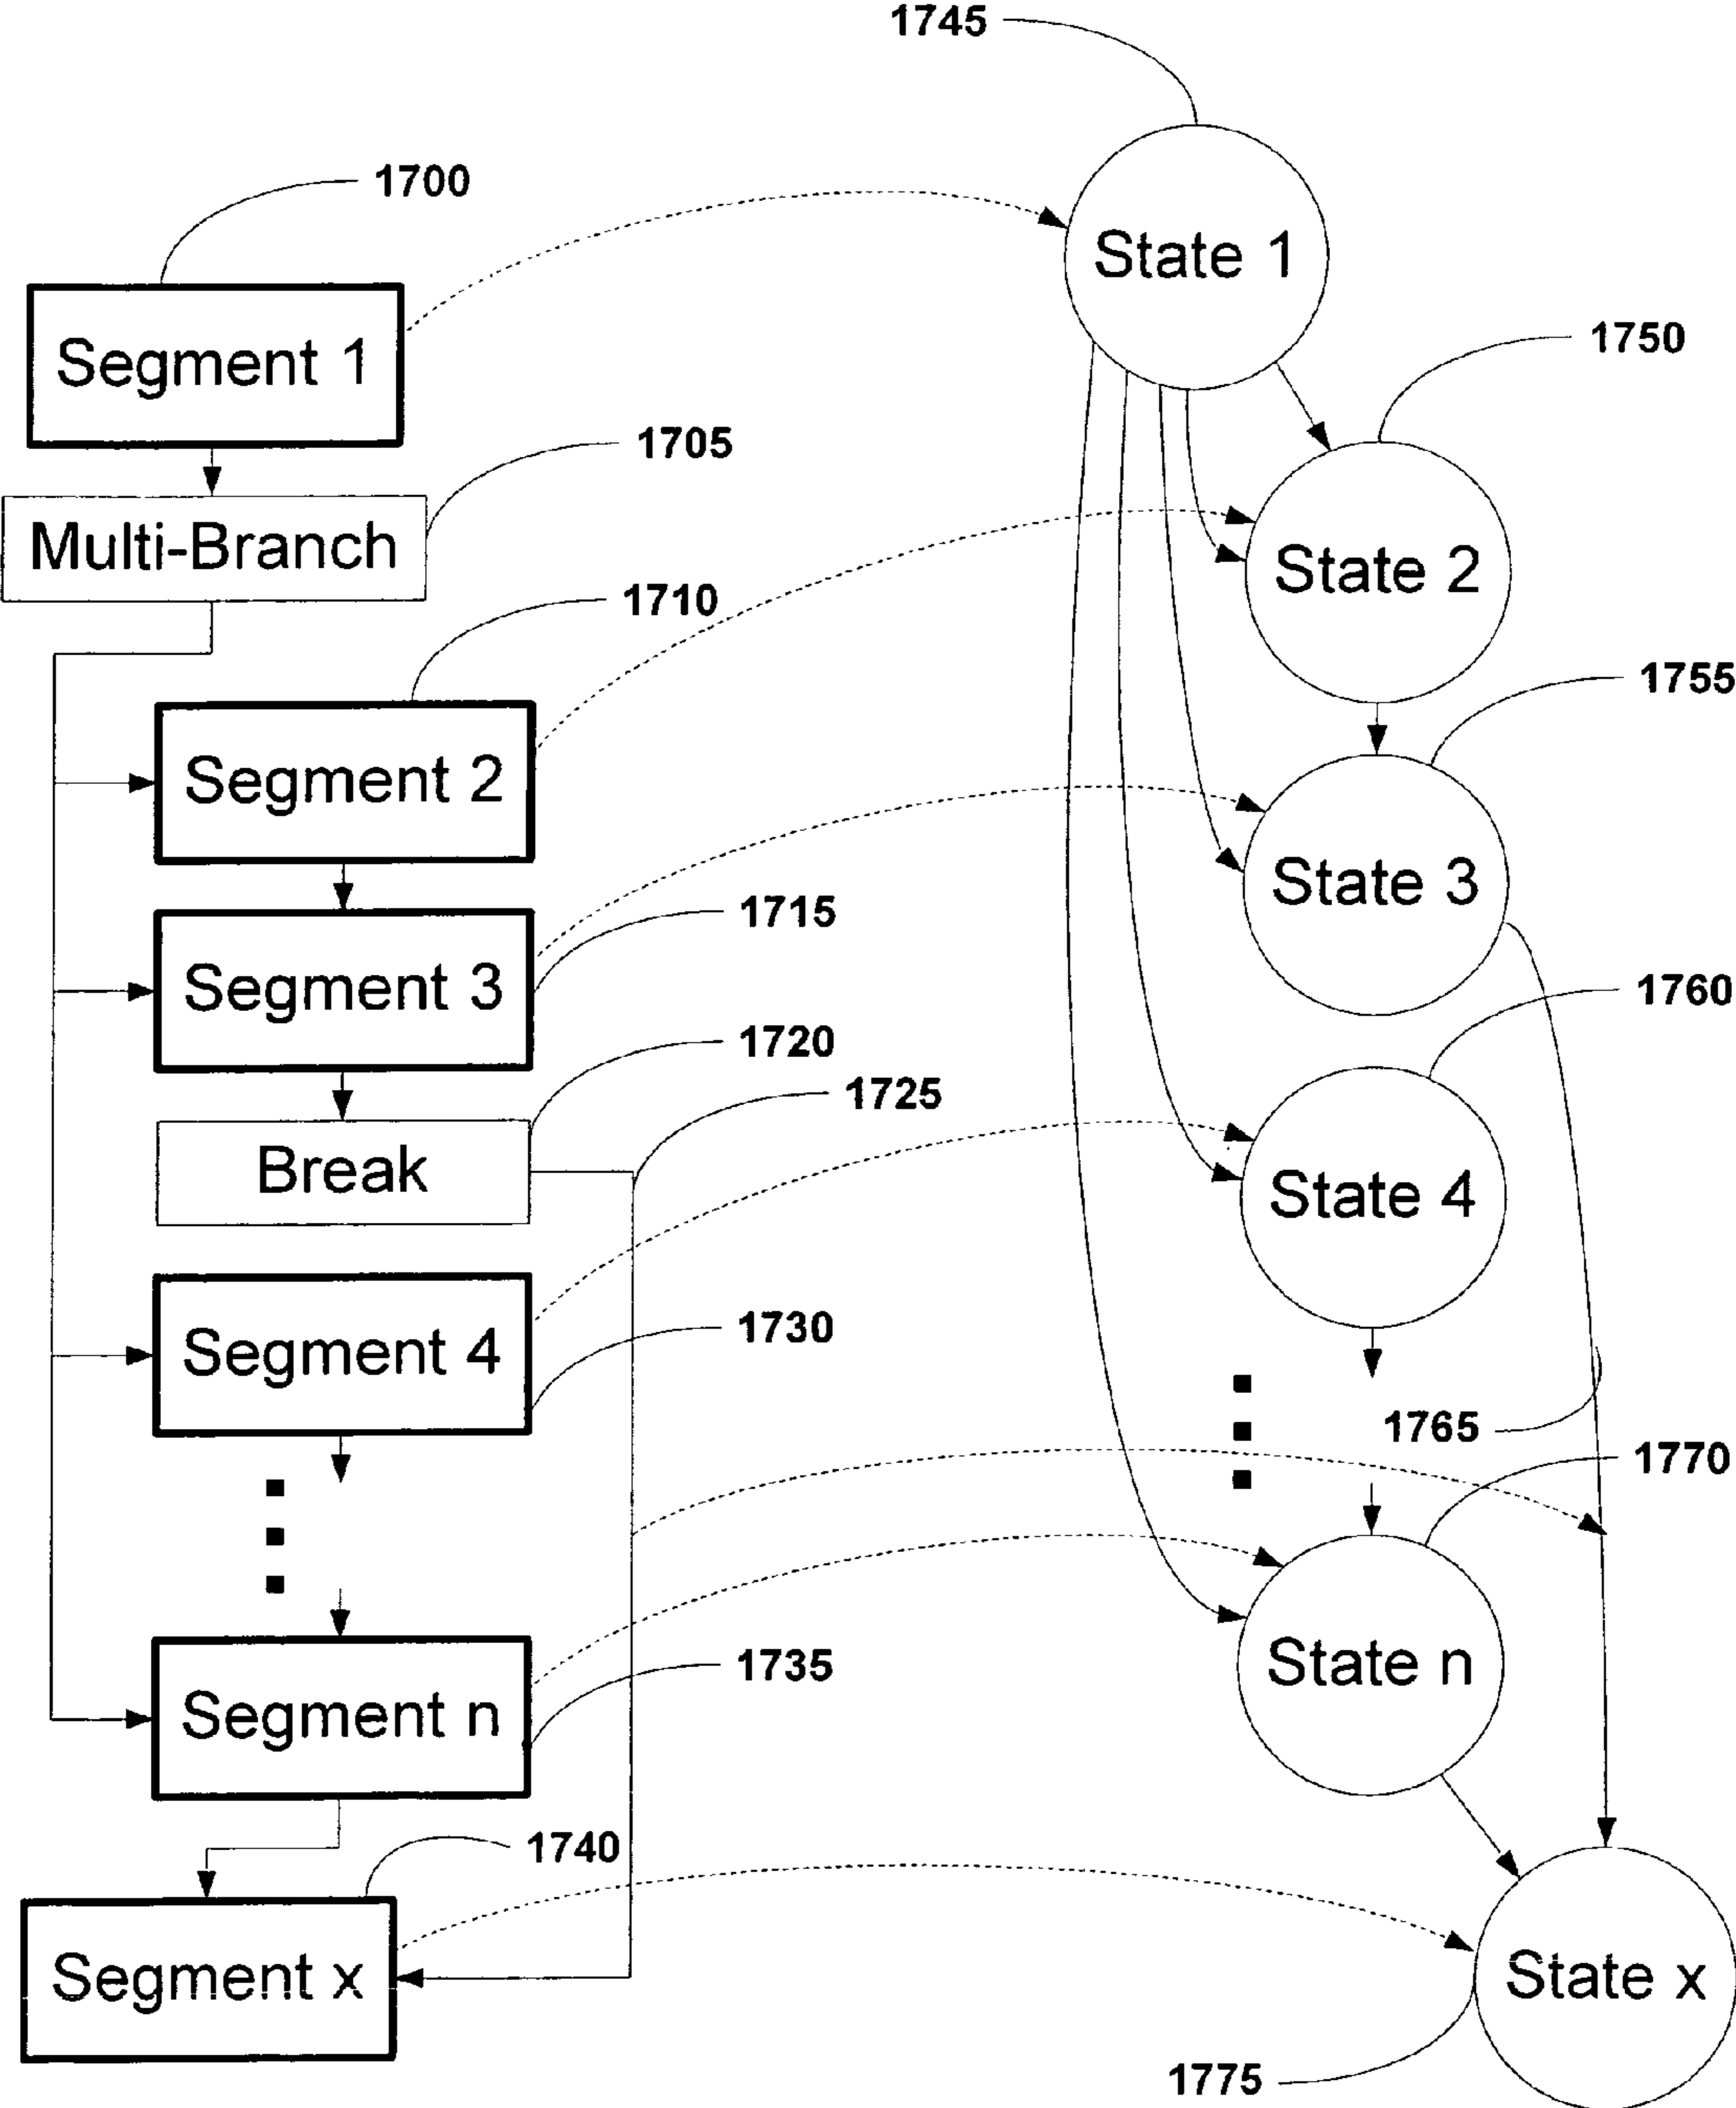 1745
1700
State 1
1750
Segment 1
1705
Multi-Branch
State 2
1710
1755
Segment 2
State 3
1715
Segment 3
1760
1720
1725
Break
State 4
1730
Segment 4
1765
1770
1735
State n
Segment n
1740
Segment x
State x
1775